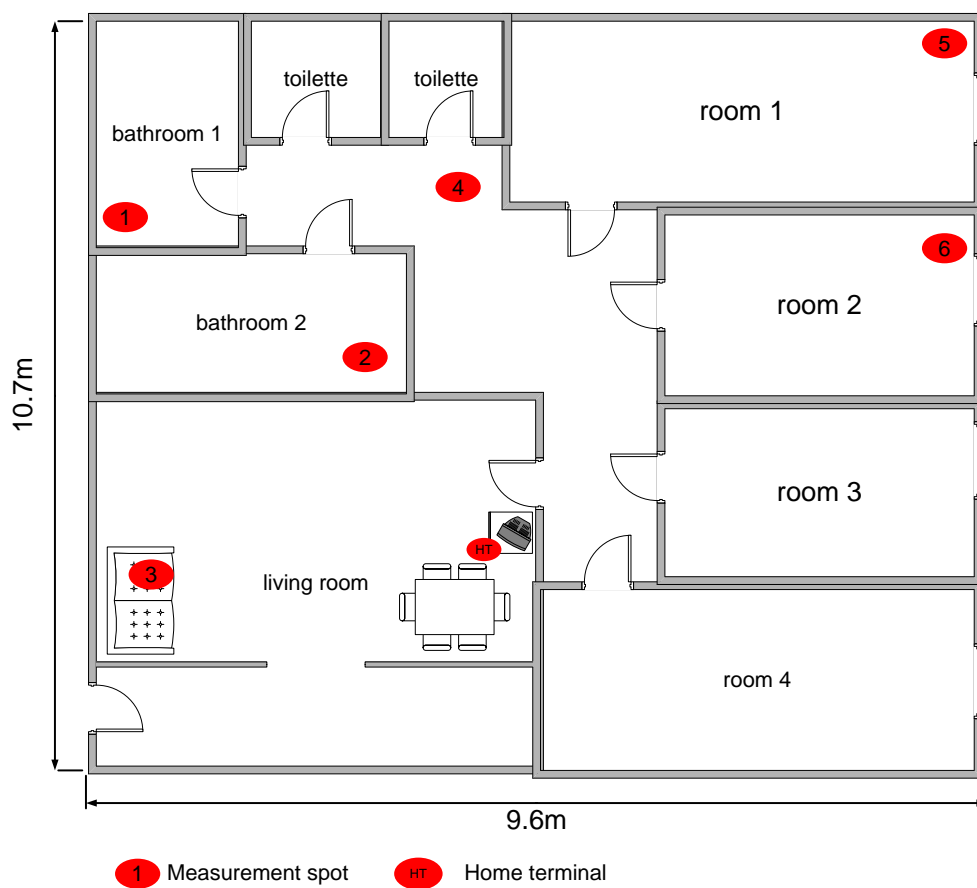 5
toilette
toilette
room 1
bathroom 1
4
1
6
room 2
bathroom 2
2
10.7m
room 3
HT
3
living room
room 4
9.6m
1 Measurement spot
HT Home terminal